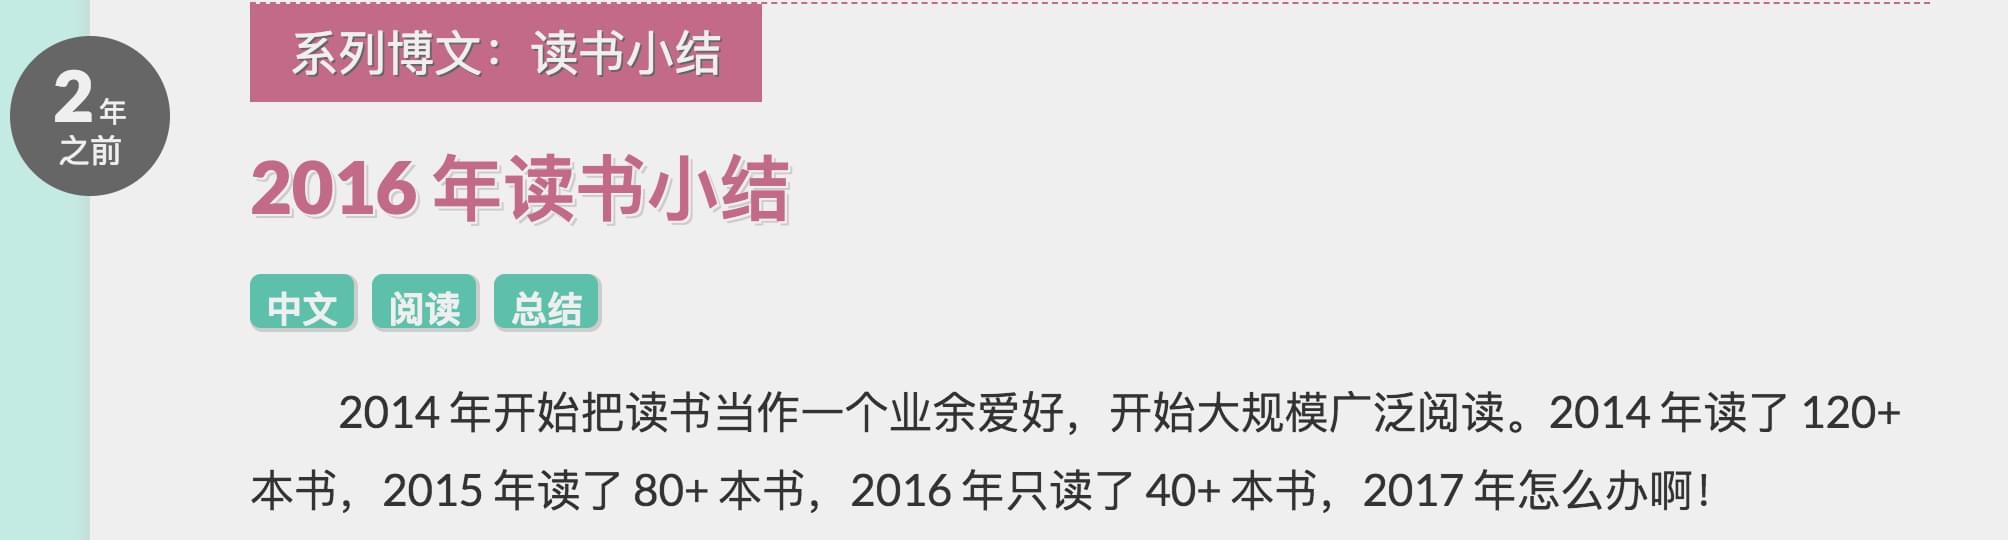 系列博文：读书小结
2 年
之前
2016 年读书小结
中文 阅读 总结
2014 年开始把读书当作一个业余爱好，开始大规模广泛阅读。2014 年读了 120+
本书，2015 年读了 80+ 本书，2016 年只读了 40+ 本书，2017 年怎么办啊！